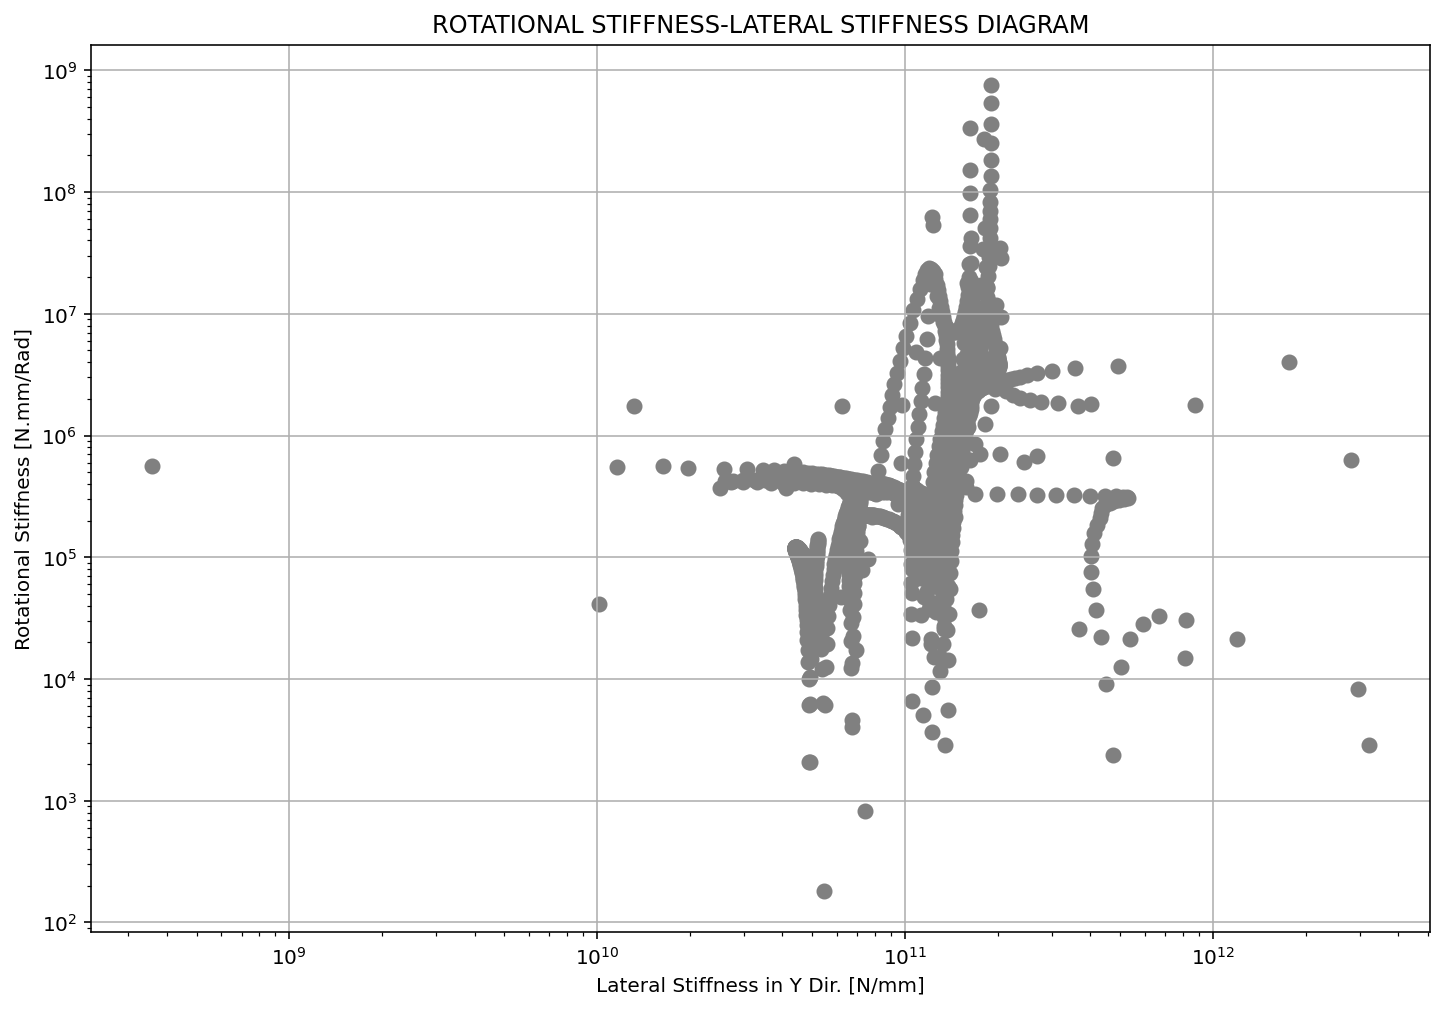 ROTATIONAL STIFFNESS-LATERAL STIFFNESS DIAGRAM
Rotational Stiffness [N.mm/Rad]
10⁹
10⁸
10⁷
10⁶
10⁵
10⁴
10³
10²
10⁹ 10¹⁰ 10¹¹ 10¹²
Lateral Stiffness in Y Dir. [N/mm]